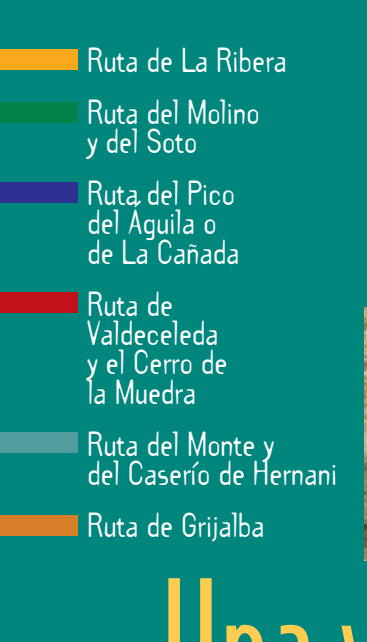 Ruta de La Ribera
Ruta del Molino
y del Soto
Ruta del Pico
del Águila o
de La Cañada
Ruta de
Valdeceleda
y el Cerro de
la Muedra
Ruta del Monte y
del Caserío de Hernani
Ruta de Grijalba